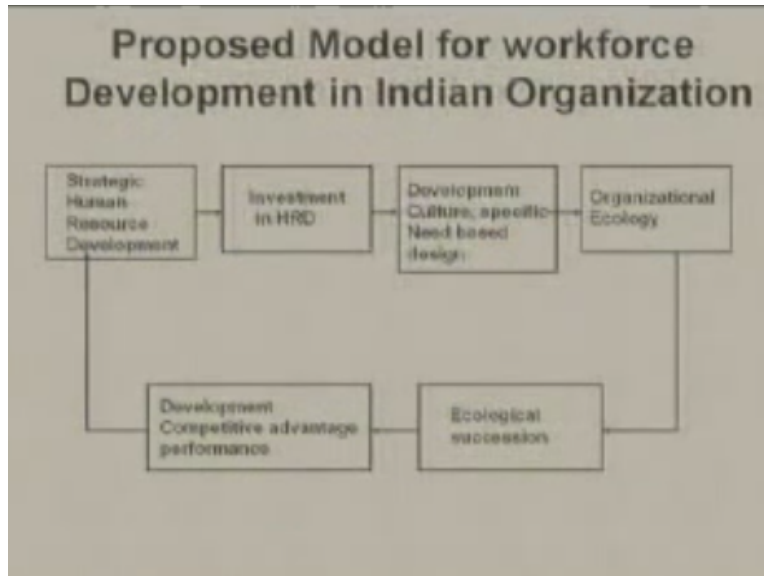 Proposed Model for workforce
Development in Indian Organization
Strategic
Human
Resource
Development
Investment
in HRD
Development
Culture, specific
Need based
design
Organizational
Ecology
Development
Competitive advantage
performance
Ecological
succession